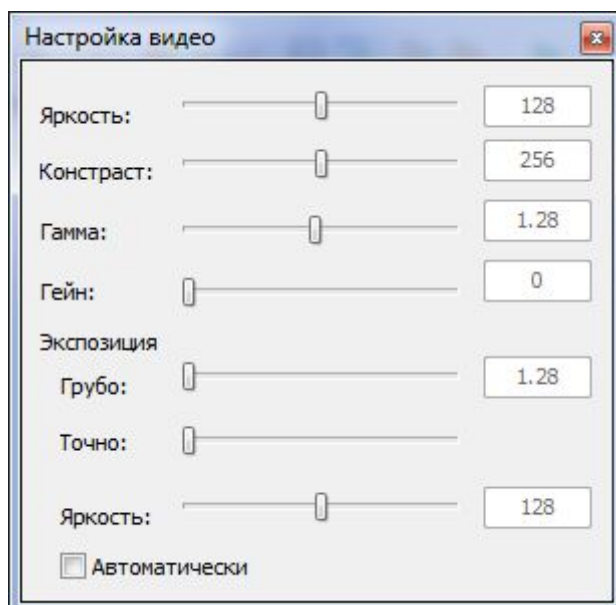 Настройка видео
Яркость: 128
Констраст: 256
Гамма: 1.28
Гейн: 0
Экспозиция
Грубо: 1.28
Точно:
Яркость: 128
Автоматически